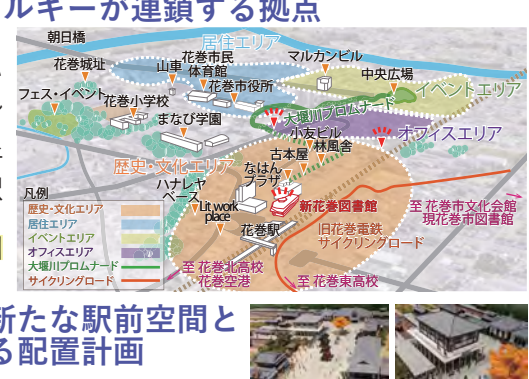 ルギーが連鎖する拠点
朝日橋
居住エリア
花巻城址
山車
花巻市民
体育館
マルカンビル
中央広場
フェス・イベント
花巻小学校
花巻市役所
イベントエリア
まなび学園
大堰川プロムナード
小友ビル
オフィスエリア
林風舎
古本屋
歴史・文化エリア
なはん
プラザ
ハナレヤ
ベース
Lit work
place
新花巻図書館
花巻駅
旧花巻電鉄
サイクリングロード
至 花巻市文化会館
現花巻市図書館
至 花巻北高校
花巻空港
至 花巻東高校
凡例
歴史・文化エリア
居住エリア
イベントエリア
オフィスエリア
大堰川プロムナード
サイクリングロード
新たな駅前空間と
る配置計画